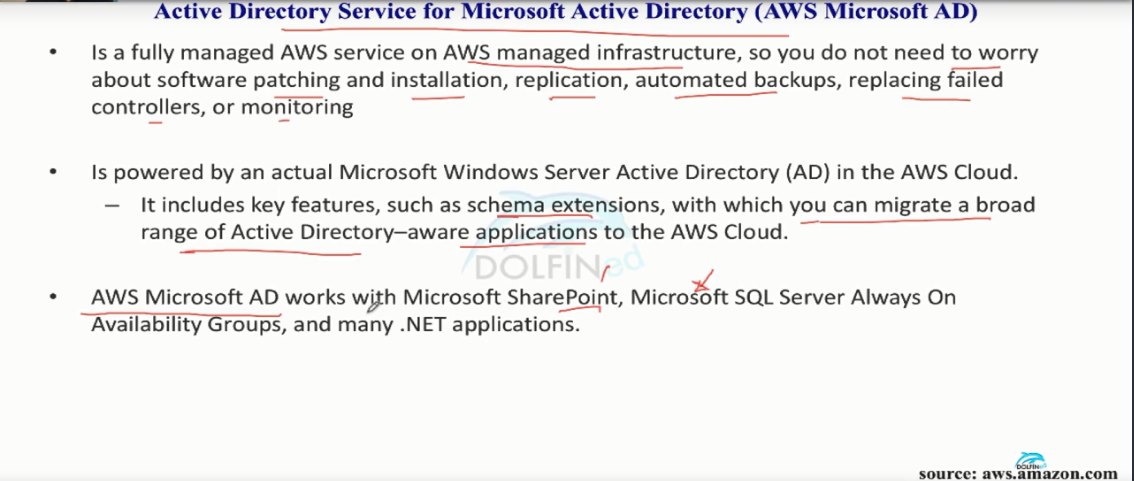 Active Directory Service for Microsoft Active Directory (AWS Microsoft AD)
• Is a fully managed AWS service on AWS managed infrastructure, so you do not need to worry
about software patching and installation, replication, automated backups, replacing failed
controllers, or monitoring
• Is powered by an actual Microsoft Windows Server Active Directory (AD) in the AWS Cloud.
– It includes key features, such as schema extensions, with which you can migrate a broad
range of Active Directory–aware applications to the AWS Cloud.
DOLFINed
• AWS Microsoft AD works with Microsoft SharePoint, Microsoft SQL Server Always On
Availability Groups, and many .NET applications.
DOLFINed
source: aws.amazon.com